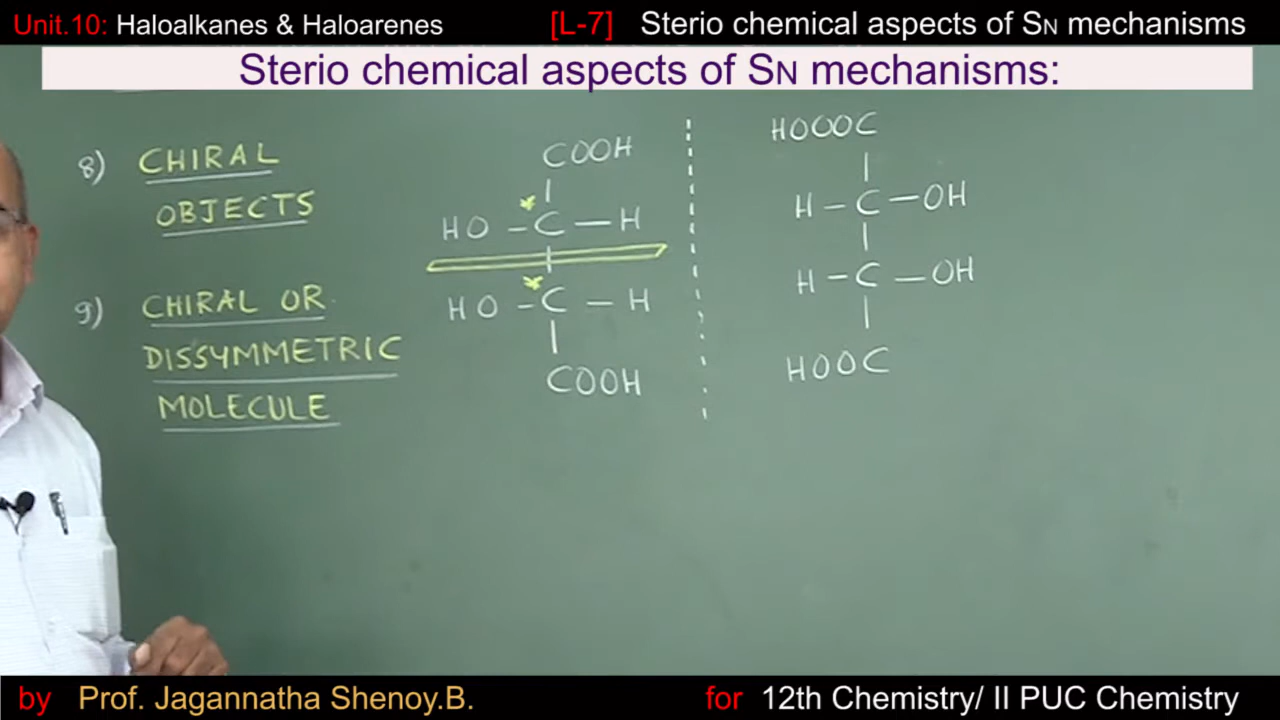 Unit.10: Haloalkanes & Haloarenes [L-7] Sterio chemical aspects of SN mechanisms
Sterio chemical aspects of SN mechanisms:
8) CHIRAL
OBJECTS
9) CHIRAL OR
DISSYMMETRIC
MOLECULE
COOH
|
HO - C - H
|
HO - C - H
|
COOH
HOOOC
|
H - C - OH
|
H - C - OH
|
HOOC
by Prof. Jagannatha Shenoy.B. for 12th Chemistry/ II PUC Chemistry